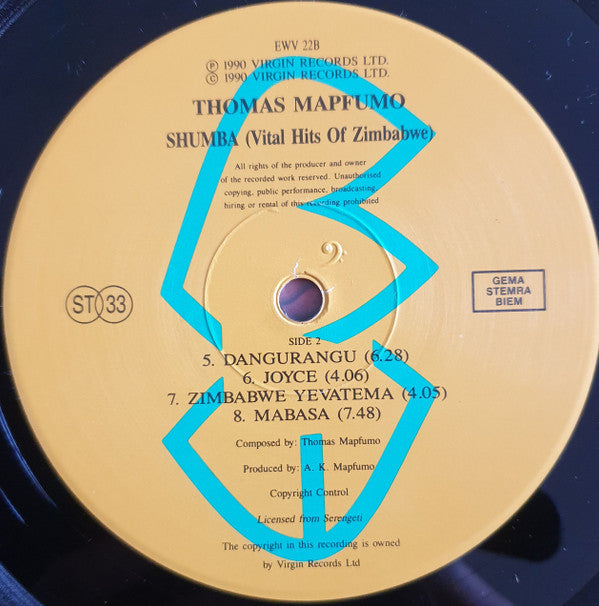 EWV 22B
Ⓟ 1990 VIRGIN RECORDS LTD.
© 1990 VIRGIN RECORDS LTD.
THOMAS MAPFUMO
SHUMBA (Vital Hits Of Zimbabwe)
All rights of the producer and owner
of the recorded work reserved. Unauthorised
copying, public performance, broadcasting,
hiring or rental of this recording prohibited
ST 33
GEMA
STEMRA
BIEM
SIDE 2
5. DANGURANGU (6.28)
6. JOYCE (4.06)
7. ZIMBABWE YEVATEMA (4.05)
8. MABASA (7.48)
Composed by: Thomas Mapfumo
Produced by: A. K. Mapfumo
Copyright Control
Licensed from Serengeti
The copyright in this recording is owned
by Virgin Records Ltd